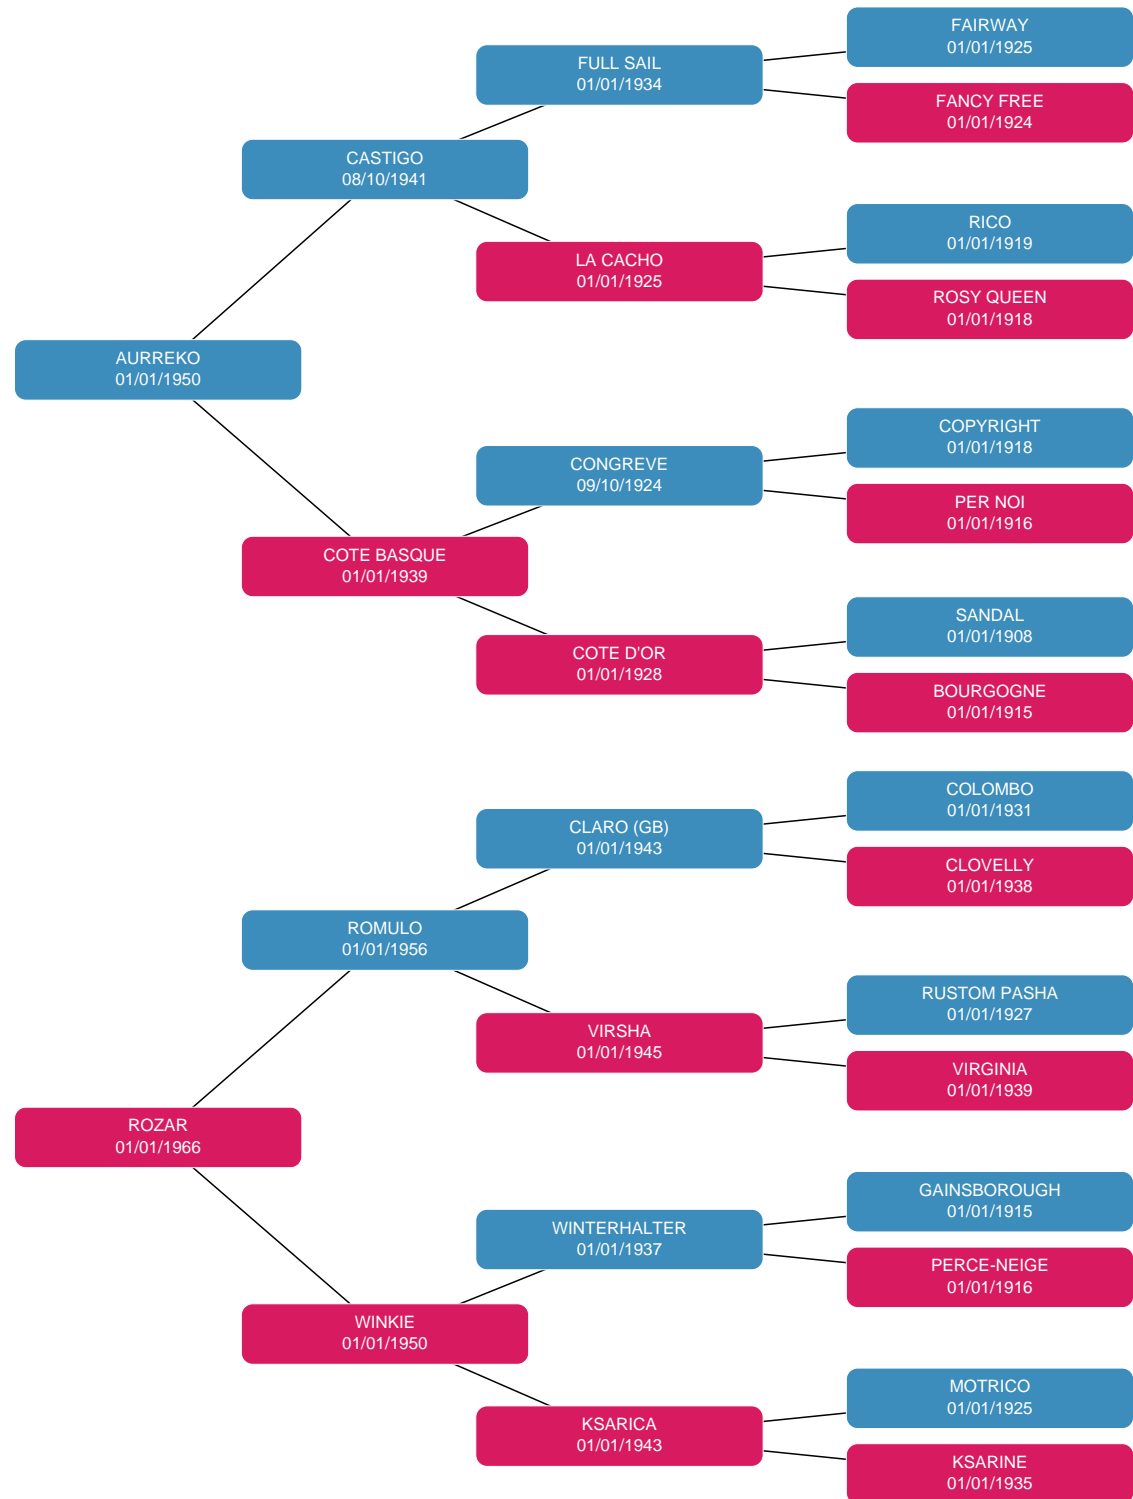 FAIRWAY
01/01/1925
FULL SAIL
01/01/1934
FANCY FREE
01/01/1924
CASTIGO
08/10/1941
RICO
01/01/1919
LA CACHO
01/01/1925
ROSY QUEEN
01/01/1918
AURREKO
01/01/1950
COPYRIGHT
01/01/1918
CONGREVE
09/10/1924
PER NOI
01/01/1916
COTE BASQUE
01/01/1939
SANDAL
01/01/1908
COTE D'OR
01/01/1928
BOURGOGNE
01/01/1915
COLOMBO
01/01/1931
CLARO (GB)
01/01/1943
CLOVELLY
01/01/1938
ROMULO
01/01/1956
RUSTOM PASHA
01/01/1927
VIRSHA
01/01/1945
VIRGINIA
01/01/1939
ROZAR
01/01/1966
GAINSBOROUGH
01/01/1915
WINTERHALTER
01/01/1937
PERCE-NEIGE
01/01/1916
WINKIE
01/01/1950
MOTRICO
01/01/1925
KSARICA
01/01/1943
KSARINE
01/01/1935